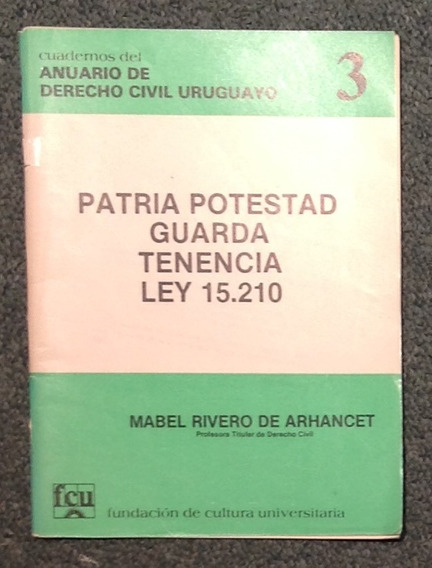 cuadernos del
ANUARIO DE
DERECHO CIVIL URUGUAYO
3
PATRIA POTESTAD
GUARDA
TENENCIA
LEY 15.210
MABEL RIVERO DE ARHANCET
Profesora Titular de Derecho Civil
fcu
fundación de cultura universitaria